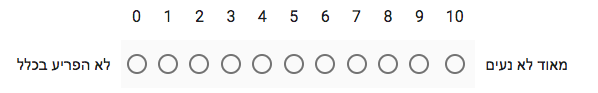 0 1 2 3 4 5 6 7 8 9 10
לא הפריע בכלל מאוד לא נעים